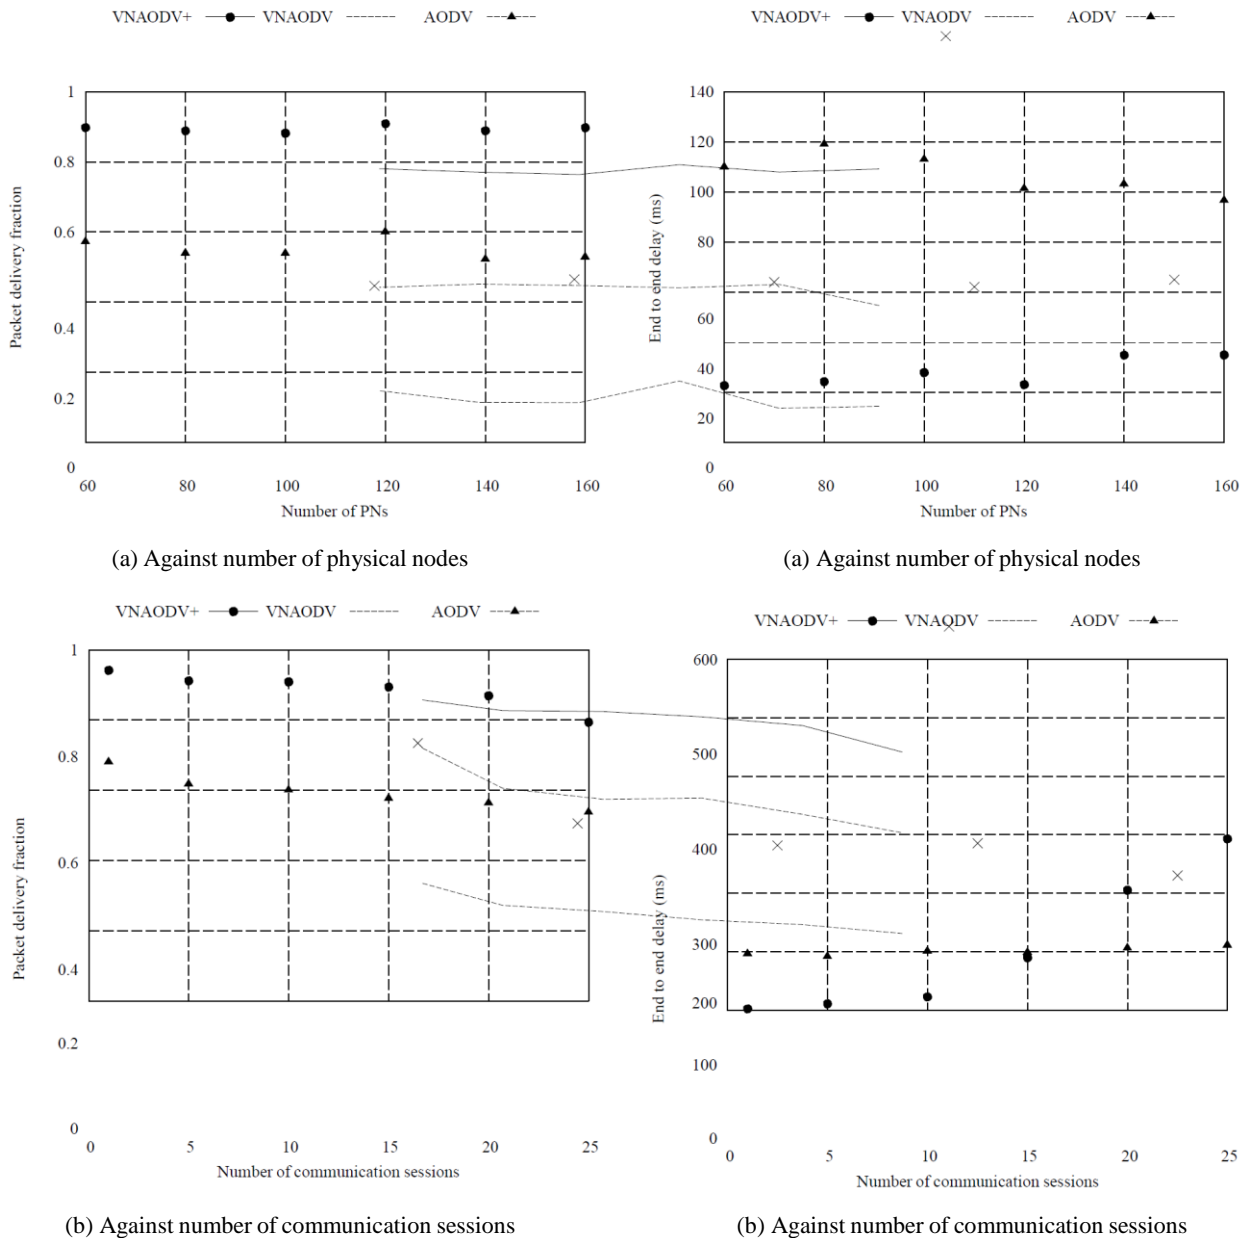 VNAODV+ VNAODV AODV
1
0.8
0.6
0.4
0.2
0
Packet delivery fraction
60 80 100 120 140 160
Number of PNs
(a) Against number of physical nodes
VNAODV+ VNAODV AODV
140
120
100
80
60
40
20
0
End to end delay (ms)
60 80 100 120 140 160
Number of PNs
(a) Against number of physical nodes
VNAODV+ VNAODV AODV
1
0.8
0.6
0.4
0.2
0
Packet delivery fraction
0 5 10 15 20 25
Number of communication sessions
(b) Against number of communication sessions
VNAODV+ VNAODV AODV
600
500
400
300
200
100
0
End to end delay (ms)
0 5 10 15 20 25
Number of communication sessions
(b) Against number of communication sessions